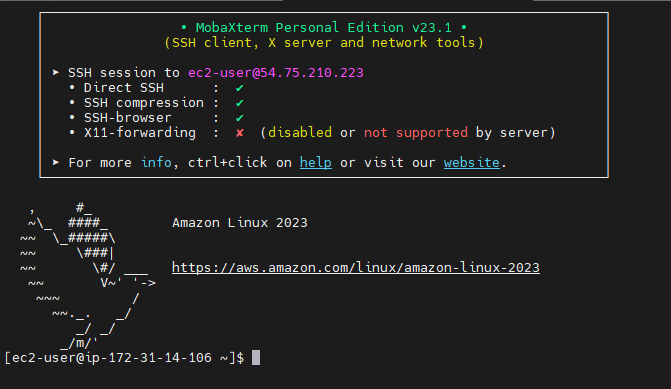 • MobaXterm Personal Edition v23.1 •
(SSH client, X server and network tools)
➤ SSH session to ec2-user@54.75.210.223
• Direct SSH      :  ✔
• SSH compression :  ✔
• SSH-browser     :  ✔
• X11-forwarding  :  ✘  (disabled or not supported by server)
➤ For more info, ctrl+click on help or visit our website.
   ,     #_
   ~\_  ####_        Amazon Linux 2023
  ~~  \_#####\
  ~~     \###|
  ~~       \#/ ___   https://aws.amazon.com/linux/amazon-linux-2023
   ~~       V~' '->
    ~~~         /
      ~~._.   _/
         _/ _/
       _/m/'
[ec2-user@ip-172-31-14-106 ~]$